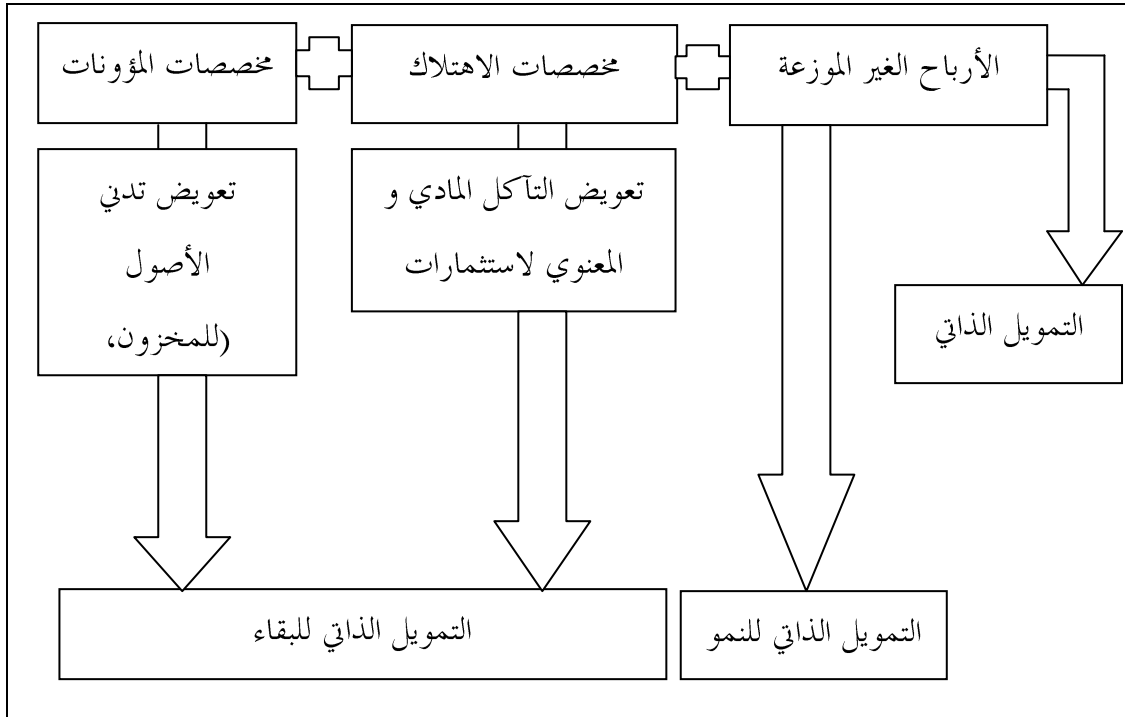 الأرباح الغير الموزعة
مخصصات الاهتلاك
مخصصات المؤونات
تعويض التآكل المادي و
المعنوي لاستثمارات
تعويض تدني
الأصول
(للمخزون،
التمويل الذاتي
التمويل الذاتي للنمو
التمويل الذاتي للبقاء